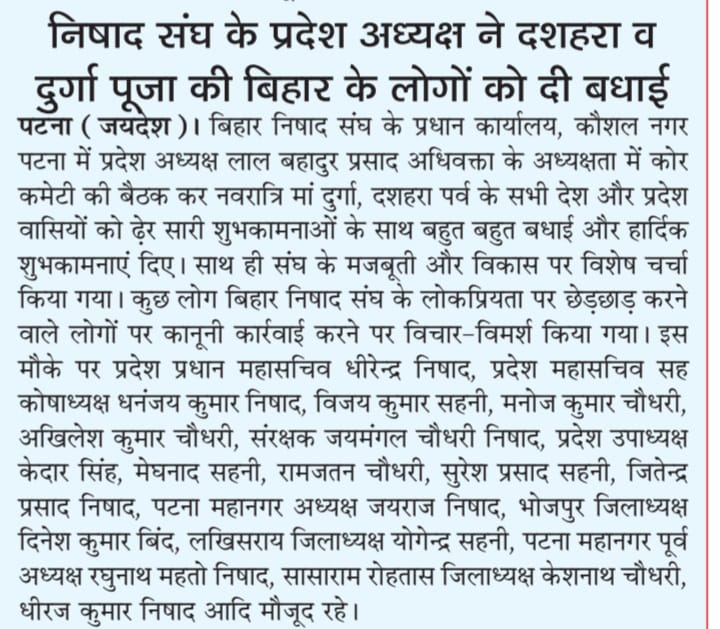 निषाद संघ के प्रदेश अध्यक्ष ने दशहरा व
दुर्गा पूजा की बिहार के लोगों को दी बधाई
पटना ( जयदेश )। बिहार निषाद संघ के प्रधान कार्यालय, कौशल नगर
पटना में प्रदेश अध्यक्ष लाल बहादुर प्रसाद अधिवक्ता के अध्यक्षता में कोर
कमेटी की बैठक कर नवरात्रि मां दुर्गा, दशहरा पर्व के सभी देश और प्रदेश
वासियों को ढ़ेर सारी शुभकामनाओं के साथ बहुत बहुत बधाई और हार्दिक
शुभकामनाएं दिए। साथ ही संघ के मजबूती और विकास पर विशेष चर्चा
किया गया। कुछ लोग बिहार निषाद संघ के लोकप्रियता पर छेड़छाड़ करने
वाले लोगों पर कानूनी कार्रवाई करने पर विचार-विमर्श किया गया। इस
मौके पर प्रदेश प्रधान महासचिव धीरेन्द्र निषाद, प्रदेश महासचिव सह
कोषाध्यक्ष धनंजय कुमार निषाद, विजय कुमार सहनी, मनोज कुमार चौधरी,
अखिलेश कुमार चौधरी, संरक्षक जयमंगल चौधरी निषाद, प्रदेश उपाध्यक्ष
केदार सिंह, मेघनाद सहनी, रामजतन चौधरी, सुरेश प्रसाद सहनी, जितेन्द्र
प्रसाद निषाद, पटना महानगर अध्यक्ष जयराज निषाद, भोजपुर जिलाध्यक्ष
दिनेश कुमार बिंद, लखिसराय जिलाध्यक्ष योगेन्द्र सहनी, पटना महानगर पूर्व
अध्यक्ष रघुनाथ महतो निषाद, सासाराम रोहतास जिलाध्यक्ष केशनाथ चौधरी,
धीरज कुमार निषाद आदि मौजूद रहे।